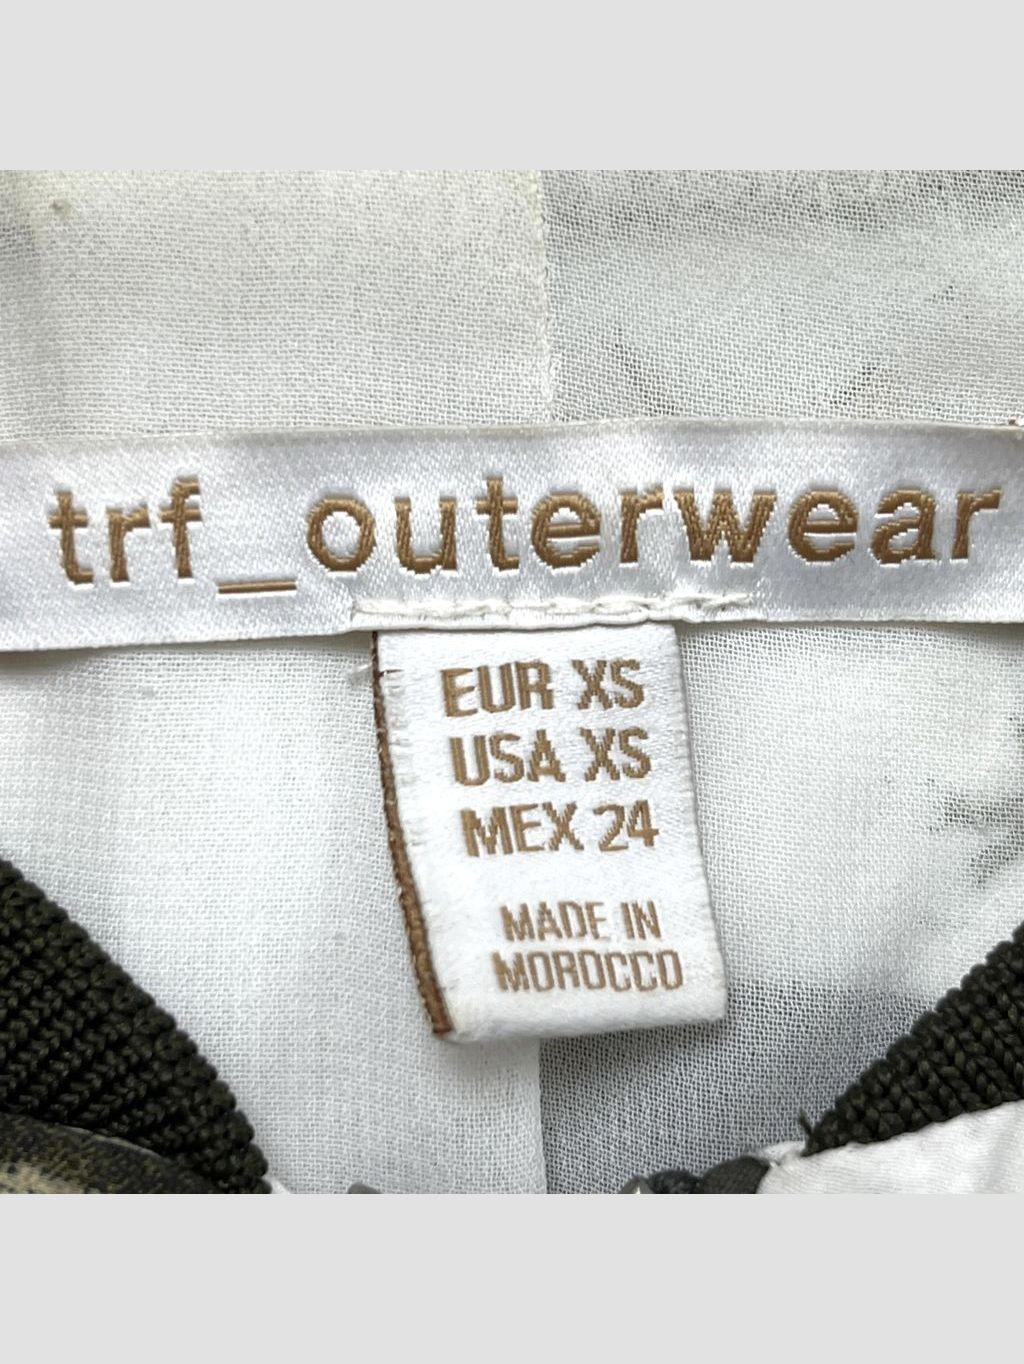 trf_outerwear
EUR XS
USA XS
MEX 24
MADE IN
MOROCCO